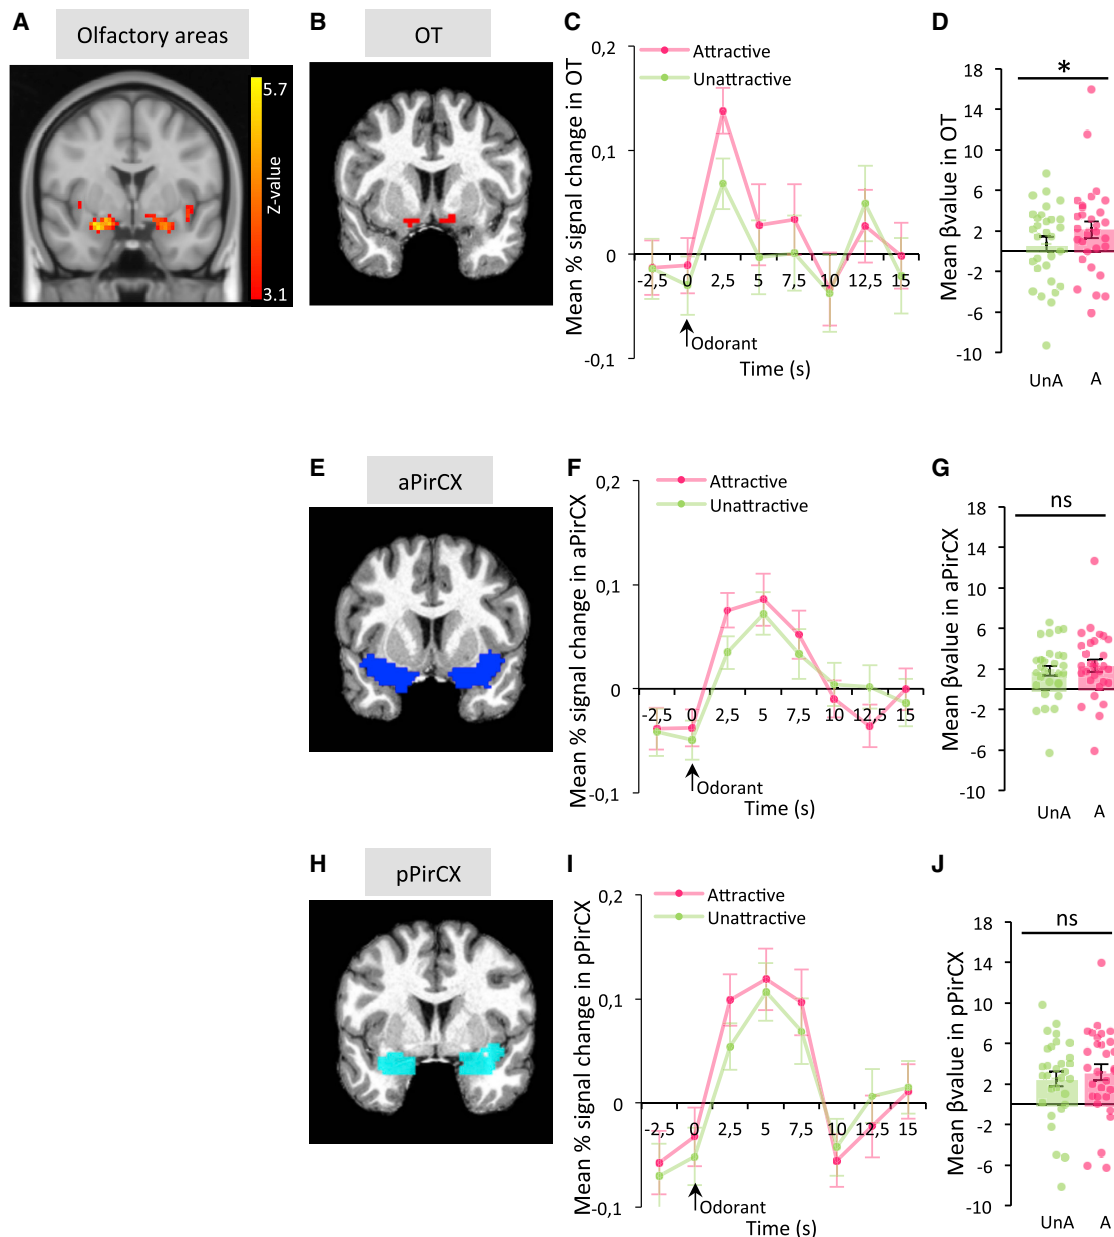 A
Olfactory areas
5.7
Z-value
3.1
B
OT
C
Mean % signal change in OT
Attractive
Unattractive
0,2
0,1
0
-0,1
-2,5 0 2,5 5 7,5 10 12,5 15
Odorant
Time (s)
D
Mean βvalue in OT
*
18
14
10
6
2
-2
-6
-10
UnA A
E
aPirCX
F
Mean % signal change in aPirCX
Attractive
Unattractive
0,2
0,1
0
-0,1
-2,5 0 2,5 5 7,5 10 12,5 15
Odorant
Time (s)
G
Mean βvalue in aPirCX
ns
18
14
10
6
2
-2
-6
-10
UnA A
H
pPirCX
I
Mean % signal change in pPirCX
Attractive
Unattractive
0,2
0,1
0
-0,1
-2,5 0 2,5 5 7,5 10 12,5 15
Odorant
Time (s)
J
Mean βvalue in pPirCX
ns
18
14
10
6
2
-2
-6
-10
UnA A